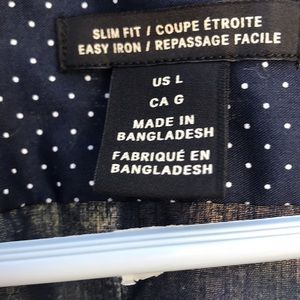 SLIM FIT / COUPE ÉTROITE
EASY IRON / REPASSAGE FACILE
US L
CA G
MADE IN
BANGLADESH
FABRIQUÉ EN
BANGLADESH